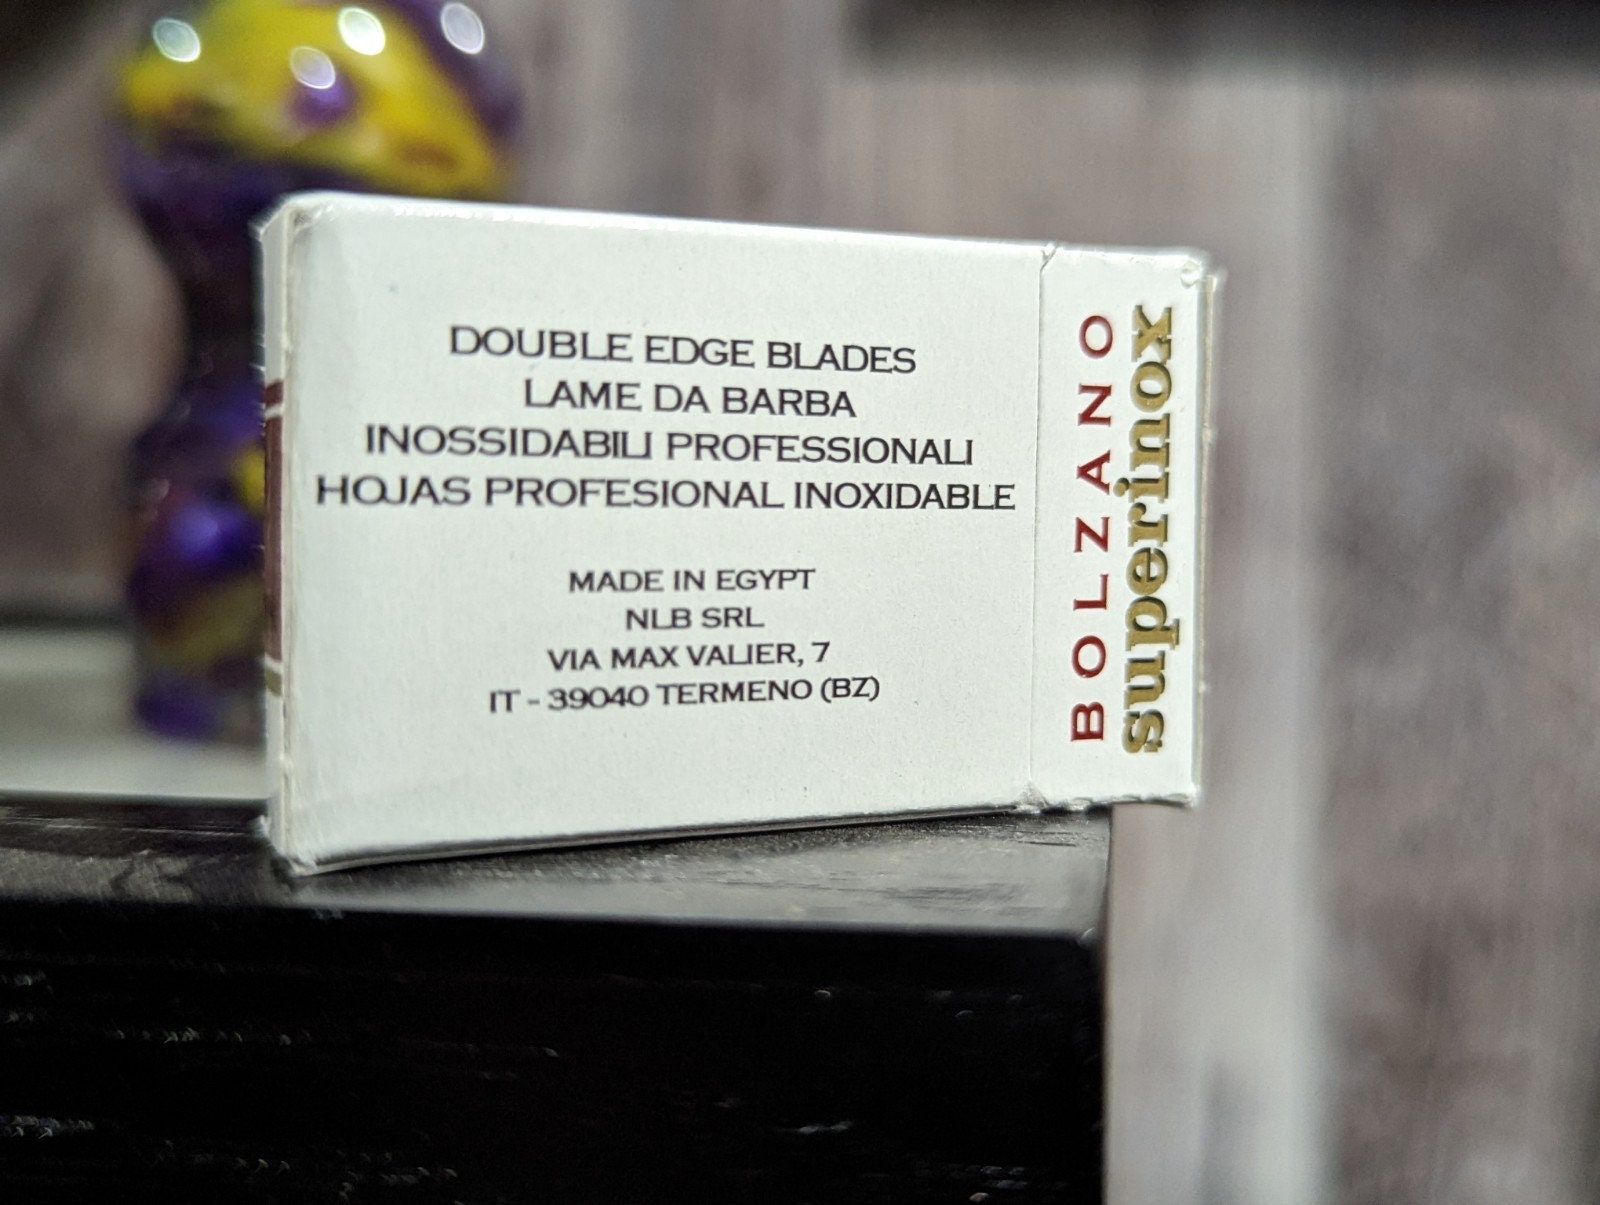 DOUBLE EDGE BLADES
LAME DA BARBA
INOSSIDABILI PROFESSIONALI
HOJAS PROFESIONAL INOXIDABLE
MADE IN EGYPT
NLB SRL
VIA MAX VALIER, 7
IT - 39040 TERMENO (BZ)
BOLZANO
superinox